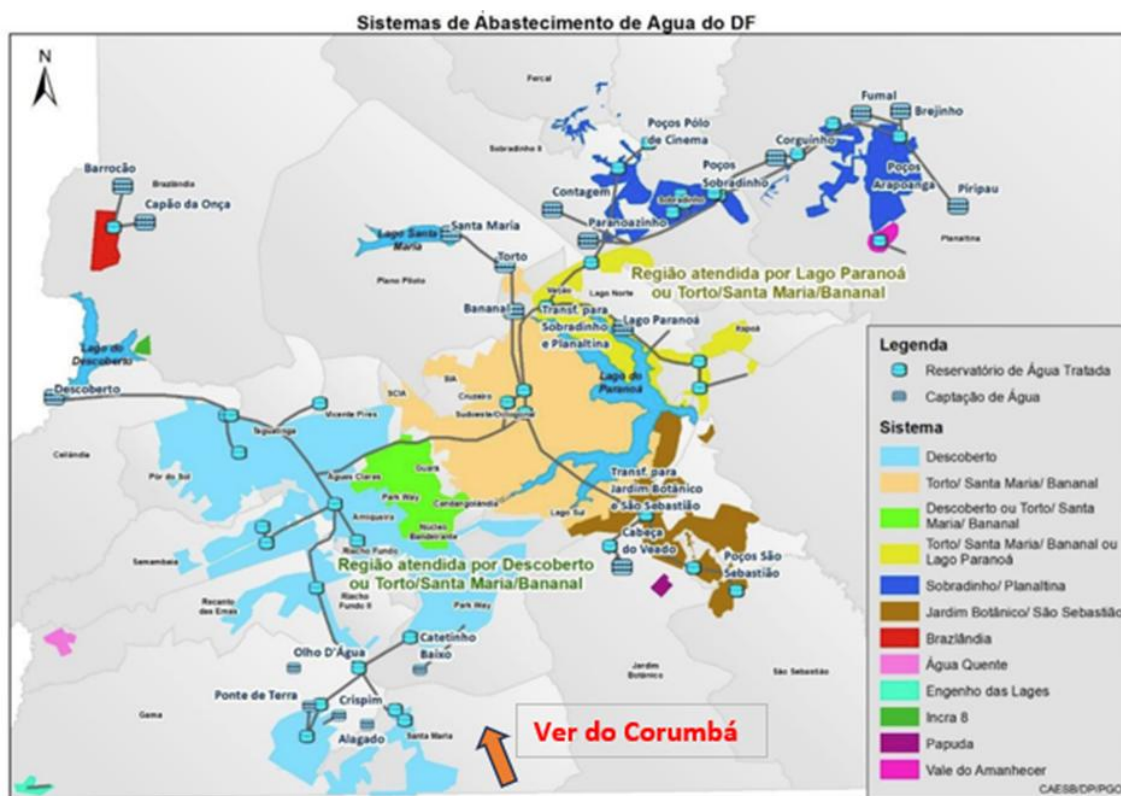 Sistemas de Abastecimento de Água do DF
N
Fercal
Fumal
Brejinho
Poços Pólo
de Cinema
Sobradinho II
Corguinho
Poços
Sobradinho
Poços
Arapoanga
Barrocão
Brazlândia
Capão da Onça
Contagem
Sobradinho
Pipiripau
Santa Maria
Lago Santa
Maria
Paranoazinho
Planaltina
Torto
Região atendida por Lago Paranoá
ou Torto/Santa Maria/Bananal
Plano Piloto
Varjão
Lago Norte
Bananal
Transf. para
Sobradinho
e Planaltina
Lago Paranoá
Itapoã
Lago do
Descoberto
Lago do
Paranoá
Descoberto
SIA
SCIA
Cruzeiro
Sudoeste/Octogonal
Vicente Pires
Taguatinga
Ceilândia
Pôr do Sol
Águas Claras
Guará
Park Way
Candangolândia
Transf. para
Jardim Botânico
e São Sebastião
Lago Sul
Arniqueira
Núcleo
Bandeirante
Riacho Fundo
Samambaia
Cabeça
do Veado
Poços São
Sebastião
Região atendida por Descoberto
ou Torto/Santa Maria/Bananal
Recanto
das Emas
Riacho
Fundo II
Park Way
Catetinho
Baixo
Olho D'Água
Jardim
Botânico
São Sebastião
Ponte de Terra
Crispim
Gama
Alagado
Santa Maria
Ver do Corumbá
Legenda
Reservatório de Água Tratada
Captação de Água
Sistema
Descoberto
Torto/ Santa Maria/ Bananal
Descoberto ou Torto/ Santa
Maria/ Bananal
Torto/ Santa Maria/ Bananal ou
Lago Paranoá
Sobradinho/ Planaltina
Jardim Botânico/ São Sebastião
Brazlândia
Água Quente
Engenho das Lages
Incra 8
Papuda
Vale do Amanhecer
CAESB/DP/PGO